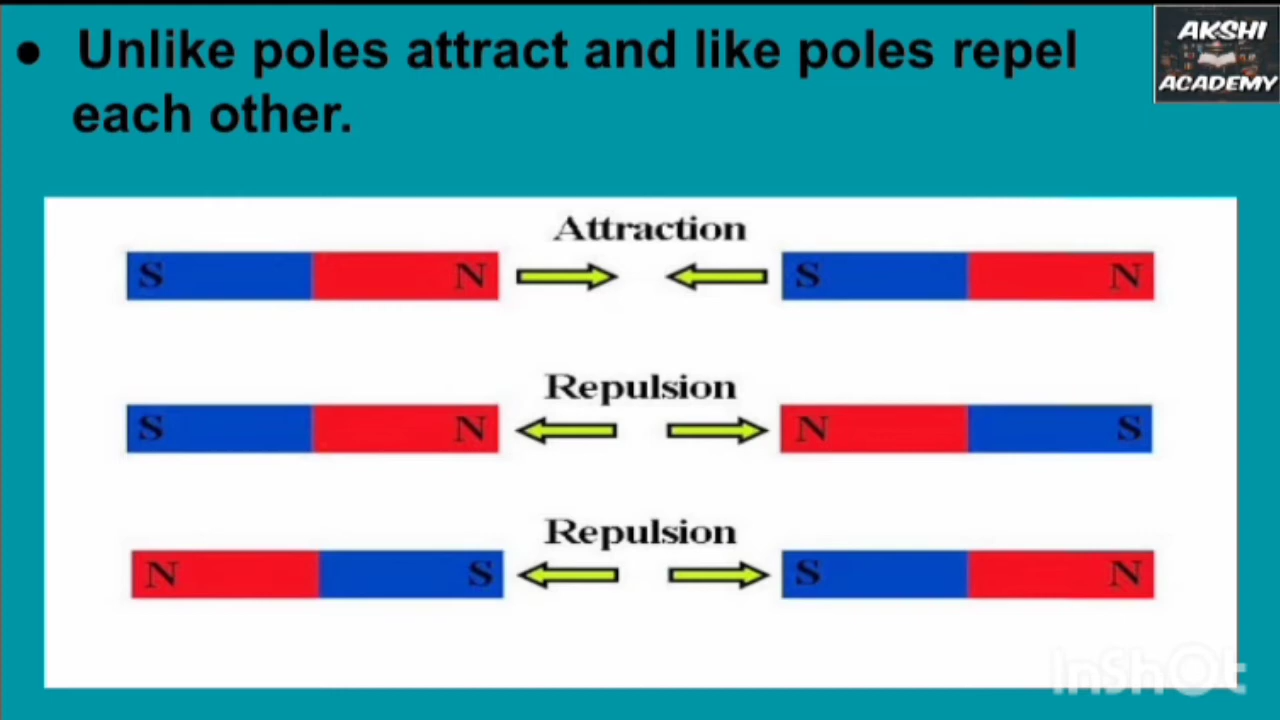 ● Unlike poles attract and like poles repel
each other.
AKSHI
ACADEMY
Attraction
S N S N
Repulsion
S N N S
Repulsion
N S S N
InShOt